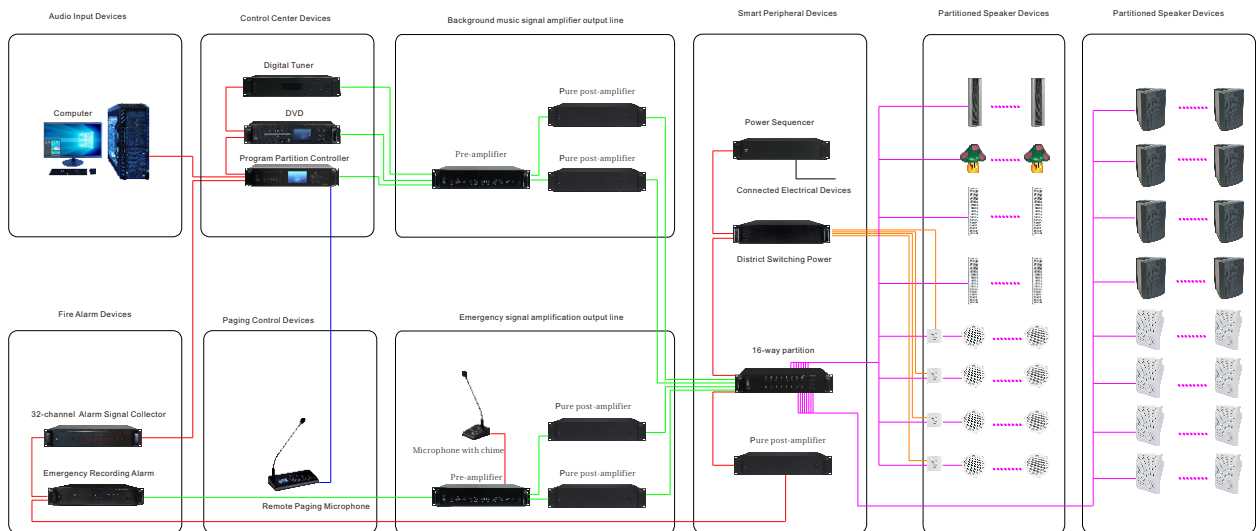 Audio Input Devices
Control Center Devices
Background music signal amplifier output line
Smart Peripheral Devices
Partitioned Speaker Devices
Partitioned Speaker Devices
Computer
Digital Tuner
DVD
Program Partition Controller
Pre-amplifier
Pure post-amplifier
Pure post-amplifier
Power Sequencer
Connected Electrical Devices
District Switching Power
Fire Alarm Devices
Paging Control Devices
Emergency signal amplification output line
16-way partition
32-channel Alarm Signal Collector
Emergency Recording Alarm
Remote Paging Microphone
Microphone with chime
Pre-amplifier
Pure post-amplifier
Pure post-amplifier
Pure post-amplifier